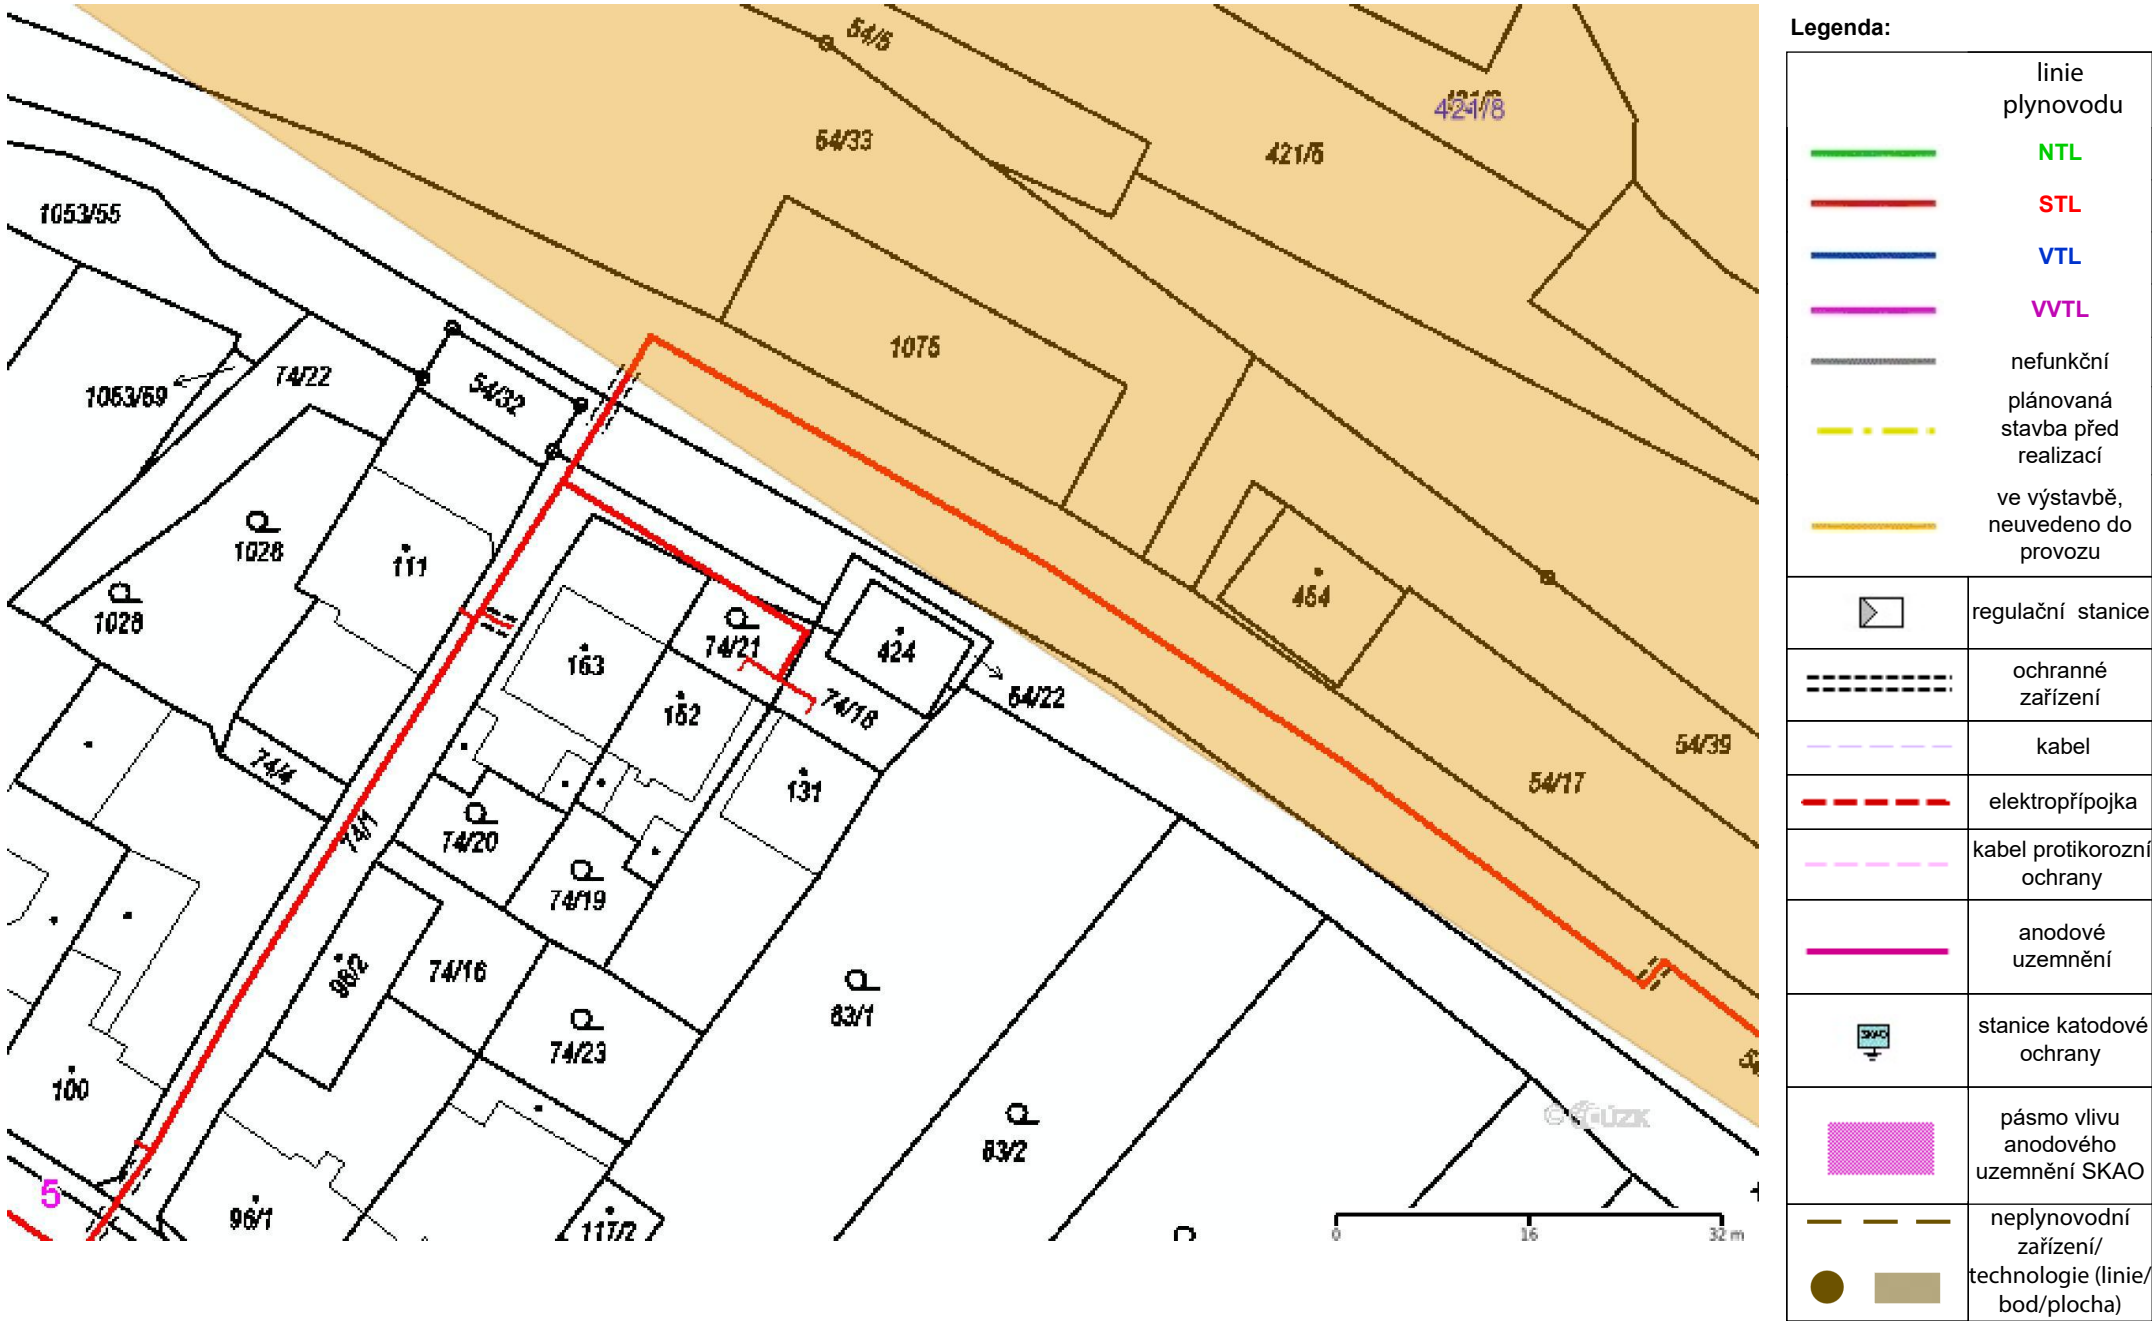 Legenda:
linie
plynovodu
NTL
STL
VTL
VVTL
nefunkční
plánovaná
stavba před
realizací
ve výstavbě,
neuvedeno do
provozu
regulační stanice
ochranné
zařízení
kabel
elektropřípojka
kabel protikorozní
ochrany
anodové
uzemnění
SKAO
stanice katodové
ochrany
pásmo vlivu
anodového
uzemnění SKAO
neplynovodní
zařízení/
technologie (linie/
bod/plocha)
54/5
421/8
54/33
421/5
1053/55
1075
74/22
54/32
1053/59
1028
111
1028
454
163
74/21
424
54/22
152
74/18
54/39
74/4
131
54/17
74/1
74/20
74/19
98/2
74/16
83/1
74/23
100
83/2
© ČÚZK
5
96/1
117/2
0
16
32 m